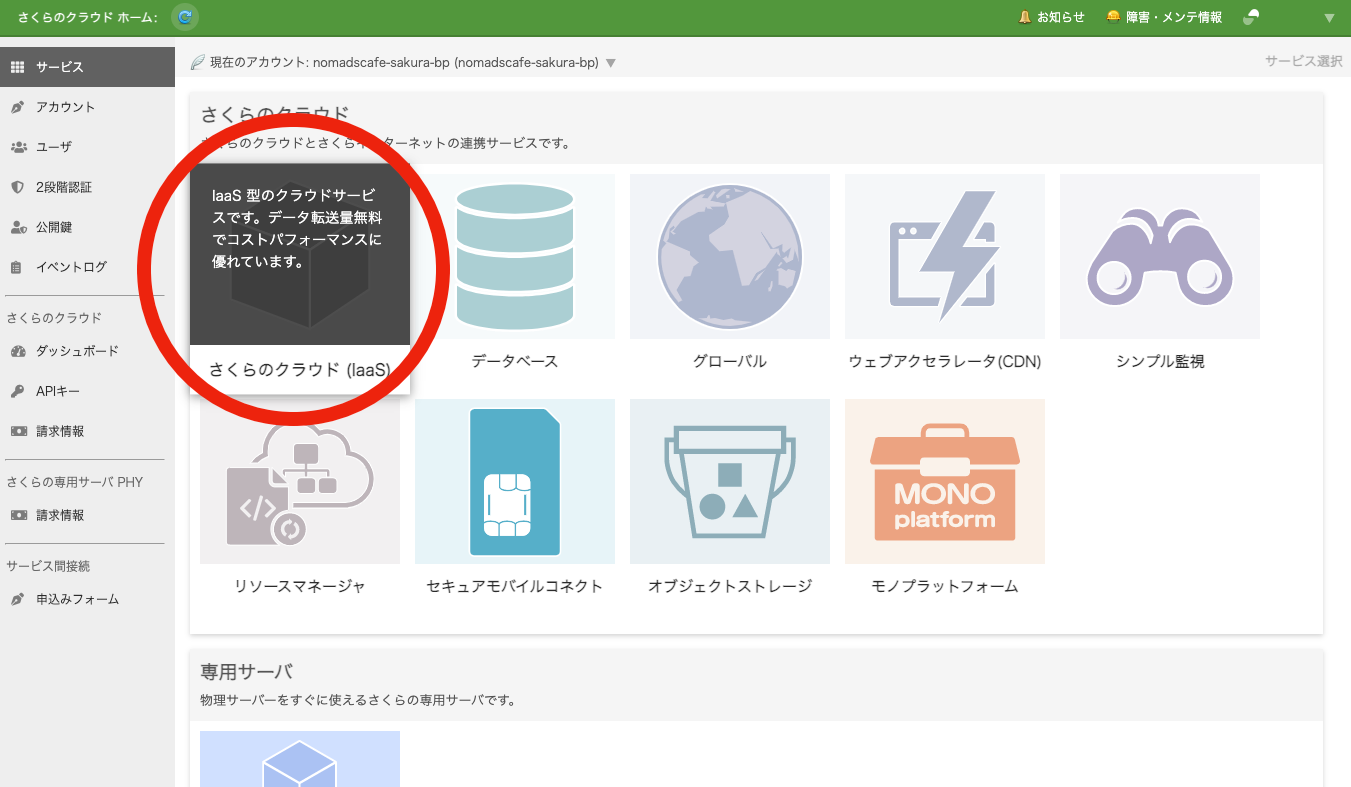 さくらのクラウド ホーム:
お知らせ
障害・メンテ情報
サービス
アカウント
ユーザ
2段階認証
公開鍵
イベントログ
さくらのクラウド
ダッシュボード
APIキー
請求情報
さくらの専用サーバ PHY
請求情報
サービス間接続
申込みフォーム
現在のアカウント: nomadscafe-sakura-bp (nomadscafe-sakura-bp)
サービス選択
さくらのクラウド
さくらのクラウドとさくらインターネットの連携サービスです。
IaaS 型のクラウドサービ
スです。データ転送量無料
でコストパフォーマンスに
優れています。
さくらのクラウド (IaaS)
データベース
グローバル
ウェブアクセラレータ(CDN)
シンプル監視
</>
MONO
platform
リソースマネージャ
セキュアモバイルコネクト
オブジェクトストレージ
モノプラットフォーム
専用サーバ
物理サーバーをすぐに使えるさくらの専用サーバです。